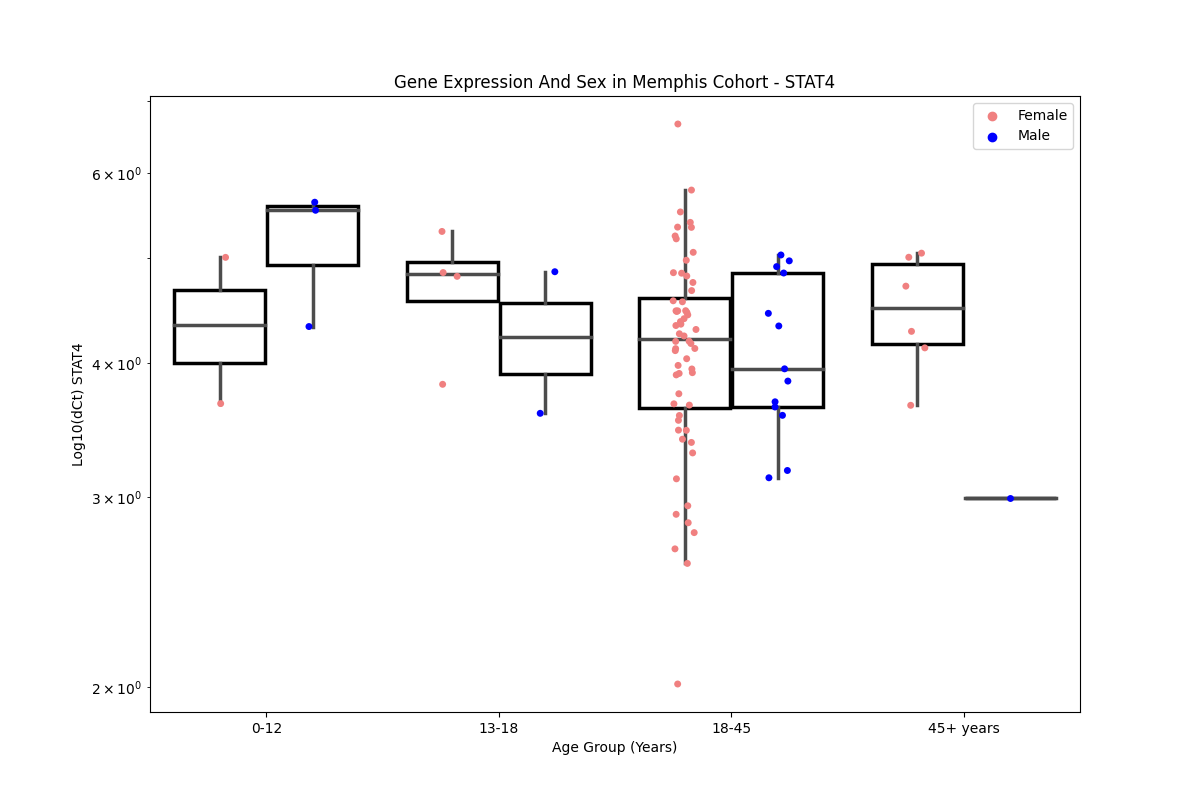 Gene Expression And Sex in Memphis Cohort - STAT4
Female
Male
6 × 10⁰
4 × 10⁰
3 × 10⁰
2 × 10⁰
Log10(dCt) STAT4
0-12
13-18
18-45
45+ years
Age Group (Years)